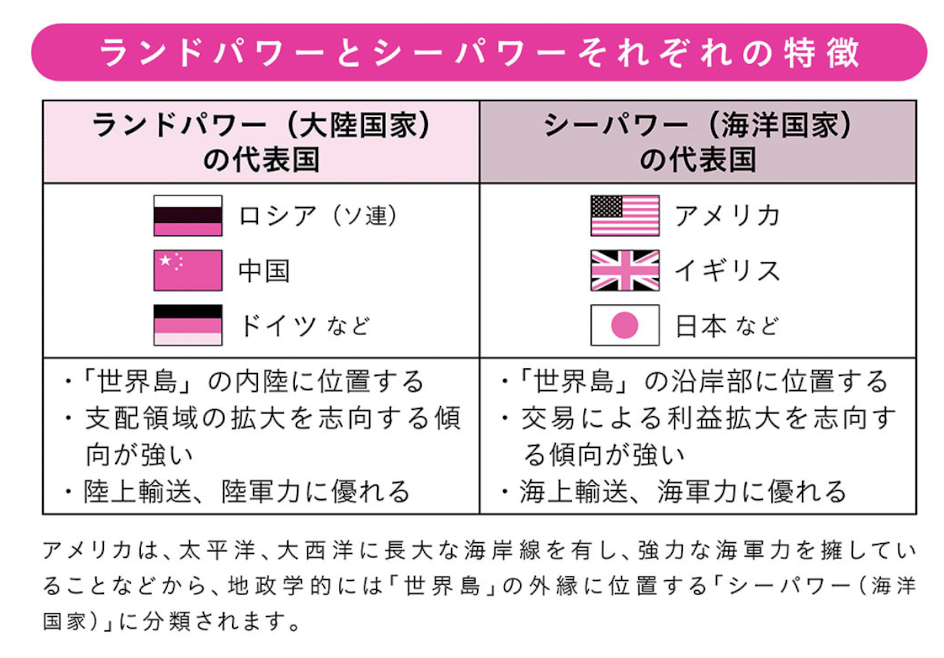 ランドパワーとシーパワーそれぞれの特徴
ランドパワー（大陸国家）
の代表国
シーパワー（海洋国家）
の代表国
ロシア（ソ連）
中国
ドイツ など
アメリカ
イギリス
日本 など
・「世界島」の内陸に位置する
・支配領域の拡大を志向する傾
向が強い
・陸上輸送、陸軍力に優れる
・「世界島」の沿岸部に位置する
・交易による利益拡大を志向す
る傾向が強い
・海上輸送、海軍力に優れる
アメリカは、太平洋、大西洋に長大な海岸線を有し、強力な海軍力を擁してい
ることなどから、地政学的には「世界島」の外縁に位置する「シーパワー（海洋
国家）」に分類されます。